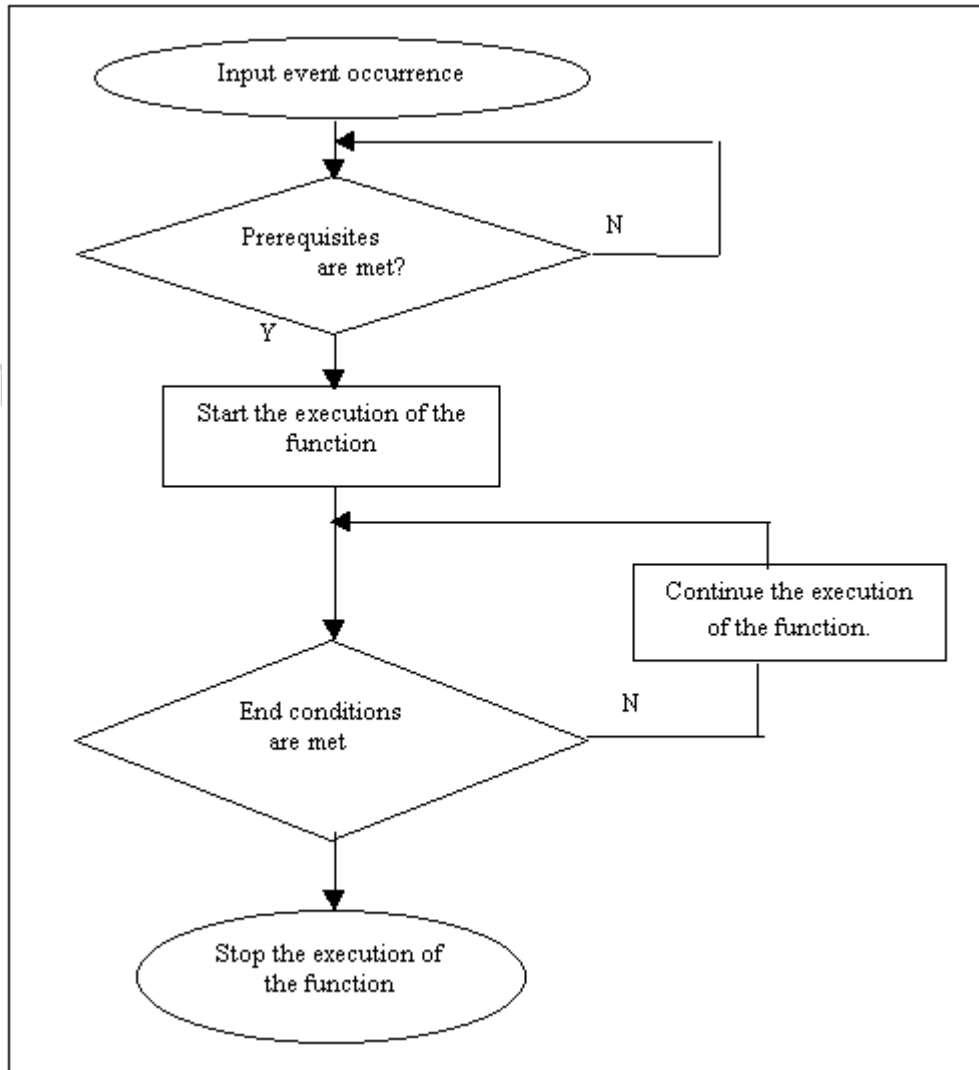 Input event occurrence
Prerequisites
are met?
N
Y
Start the execution of the
function
Continue the execution
of the function.
End conditions
are met
N
Stop the execution of
the function